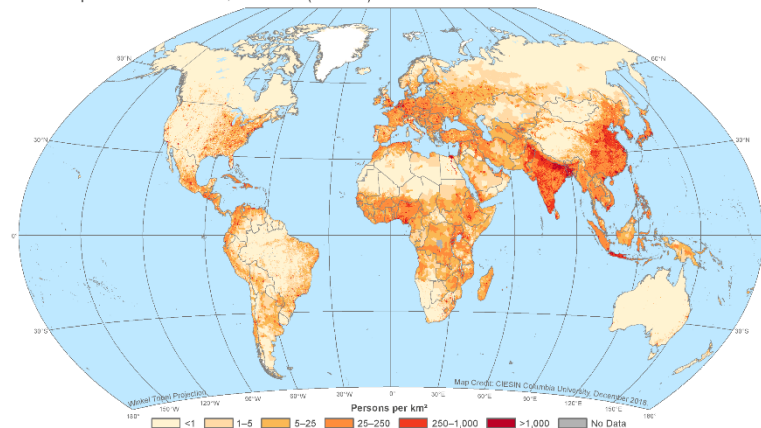 60°N
60°N
30°N
30°N
0°
0°
30°S
30°S
Winkel Tripel Projection
Map Credit: CIESIN Columbia University, December 2018.
180°
150°W
120°W
90°W
60°W
30°W
0°
30°E
60°E
90°E
120°E
150°E
180°
Persons per km²
<1
1–5
5–25
25–250
250–1,000
>1,000
No Data